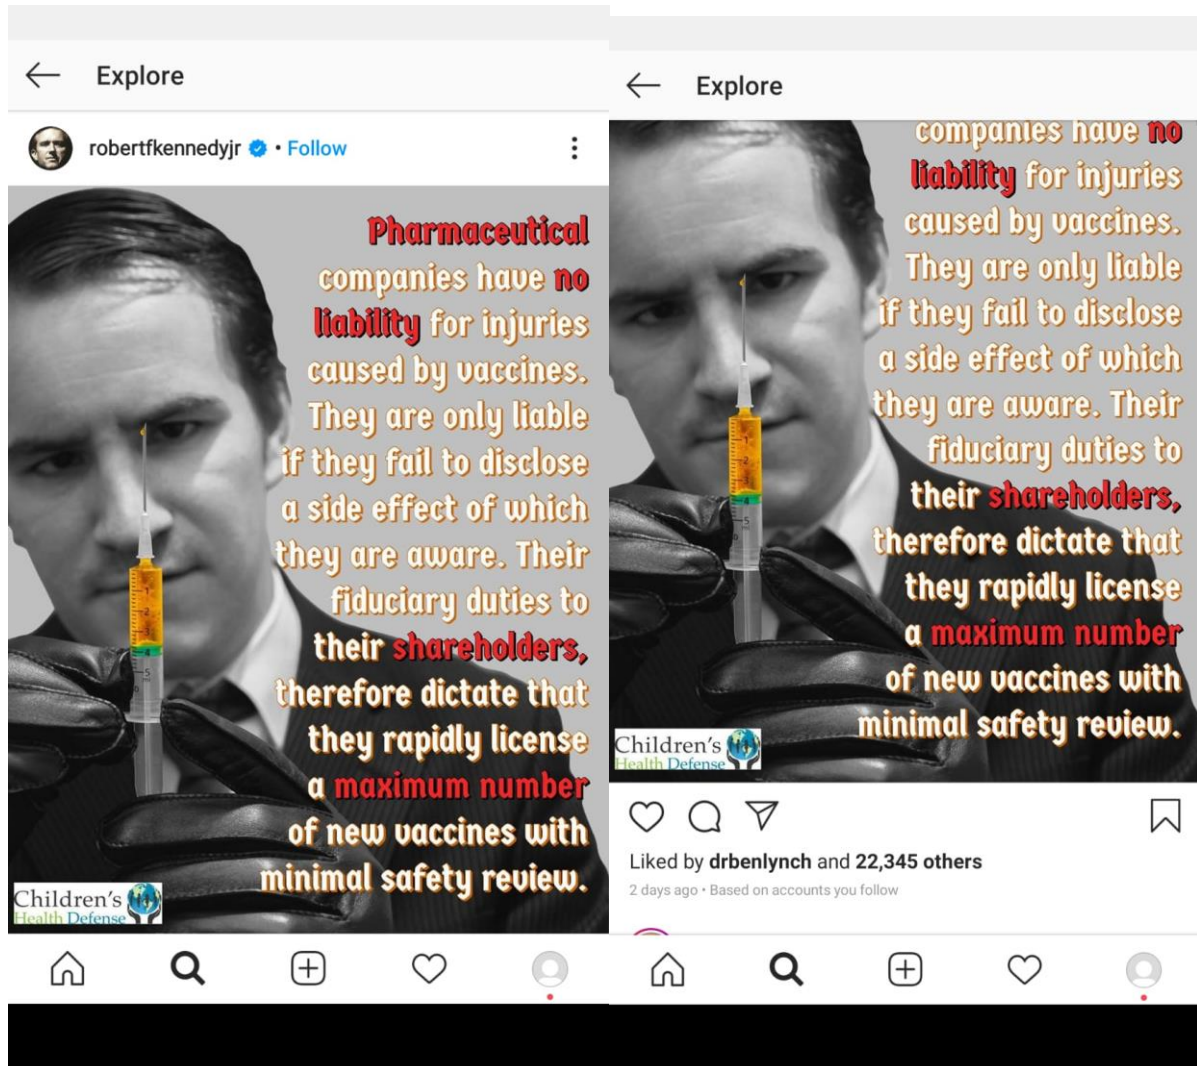 Explore
robertfkennedyjr • Follow
Pharmaceutical
companies have no
liability for injuries
caused by vaccines.
They are only liable
if they fail to disclose
a side effect of which
they are aware. Their
fiduciary duties to
their shareholders,
therefore dictate that
they rapidly license
a maximum number
of new vaccines with
minimal safety review.
Children's
Health Defense
Explore
companies have no
liability for injuries
caused by vaccines.
They are only liable
if they fail to disclose
a side effect of which
they are aware. Their
fiduciary duties to
their shareholders,
therefore dictate that
they rapidly license
a maximum number
of new vaccines with
minimal safety review.
Children's
Health Defense
Liked by drbenlynch and 22,345 others
2 days ago • Based on accounts you follow